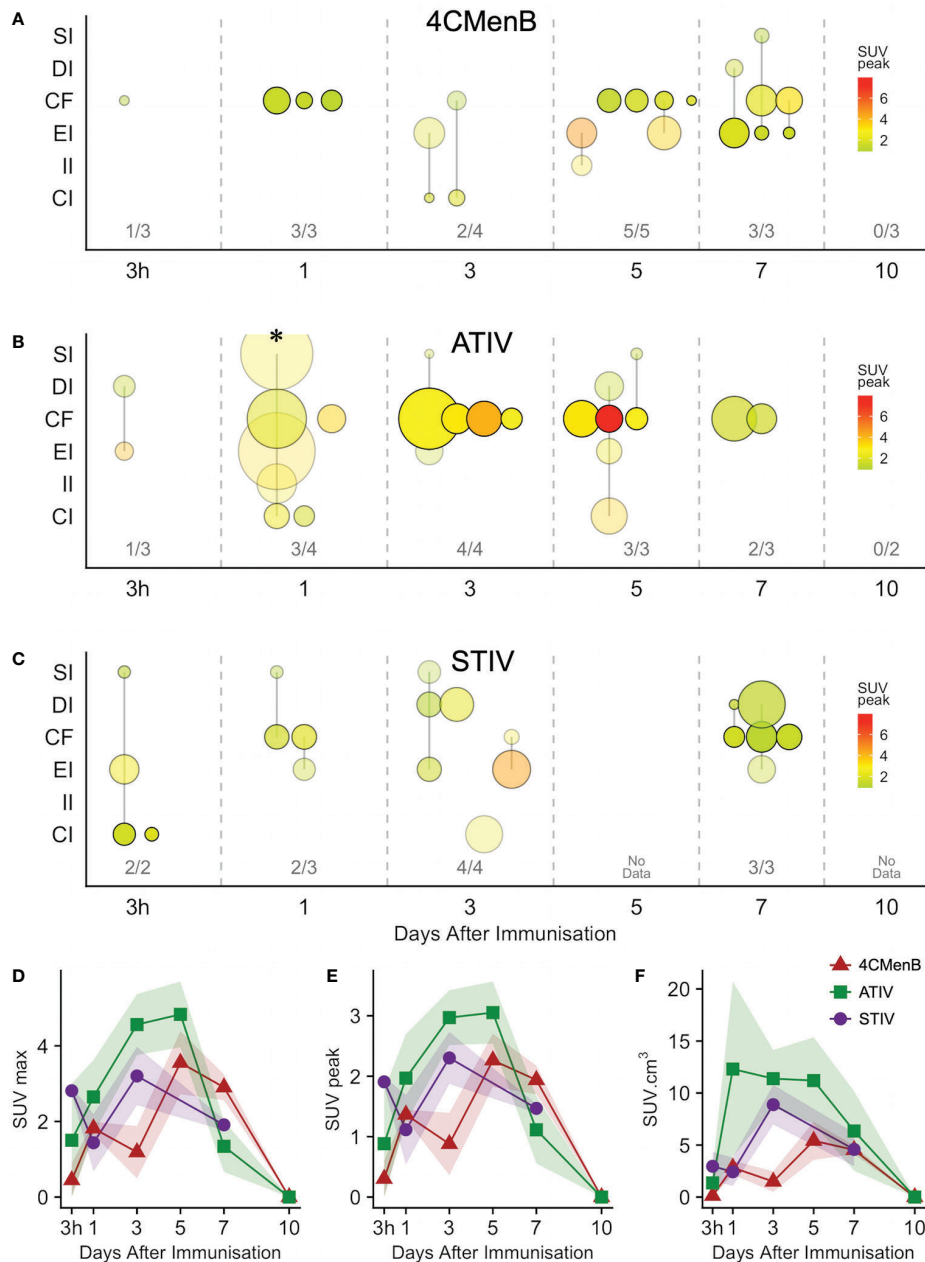 A
4CMenB
SI
DI
CF
EI
II
CI
SUV
peak
8
6
4
2
1/3
3/3
2/4
5/5
3/3
0/3
3h
1
3
5
7
10
B
ATIV
*
SI
DI
CF
EI
II
CI
SUV
peak
6
4
2
1/3
3/4
4/4
3/3
2/3
0/2
3h
1
3
5
7
10
C
STIV
SI
DI
CF
EI
II
CI
SUV
peak
6
4
2
2/2
2/3
4/4
No
Data
3/3
No
Data
3h
1
3
5
7
10
Days After Immunisation
D
SUV max
4
2
0
3h 1 3 5 7 10
Days After Immunisation
E
SUV peak
3
2
1
0
3h 1 3 5 7 10
Days After Immunisation
F
4CMenB
ATIV
STIV
SUV.cm³
20
15
10
5
0
3h 1 3 5 7 10
Days After Immunisation